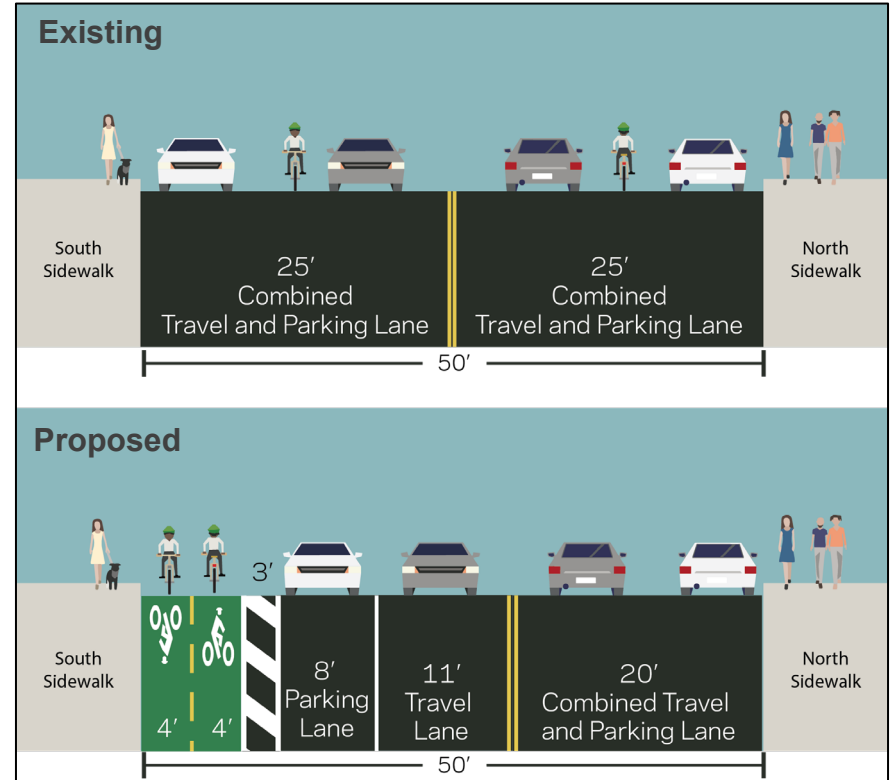 Existing
South
Sidewalk
25′
Combined
Travel and Parking Lane
25′
Combined
Travel and Parking Lane
North
Sidewalk
50′
Proposed
3′
South
Sidewalk
4′
4′
8′
Parking
Lane
11′
Travel
Lane
20′
Combined Travel
and Parking Lane
North
Sidewalk
50′